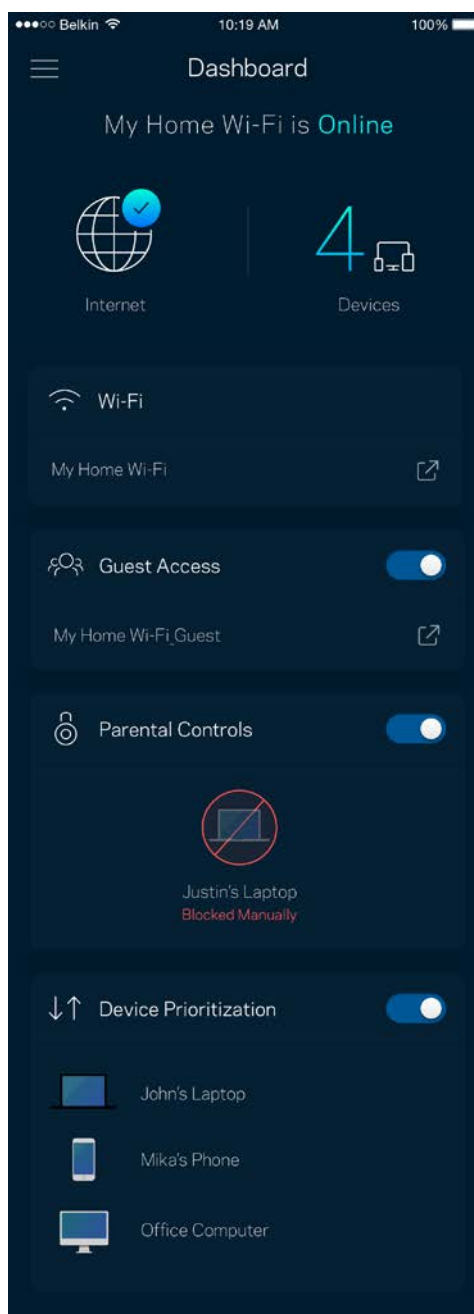 Belkin 10:19 AM 100%
Dashboard
My Home Wi-Fi is Online
4
Internet Devices
Wi-Fi
My Home Wi-Fi
Guest Access
My Home Wi-Fi_Guest
Parental Controls
Justin's Laptop
Blocked Manually
Device Prioritization
John's Laptop
Mika's Phone
Office Computer